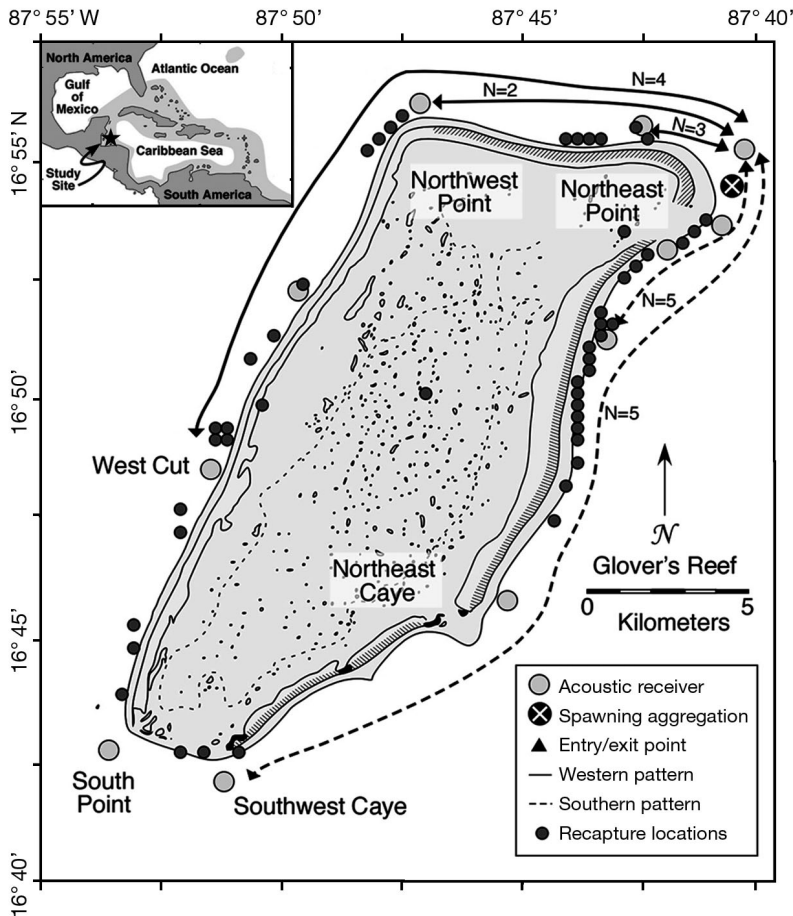 87° 55' W
87° 50'
87° 45'
87° 40'
North America
Atlantic Ocean
Gulf
of
Mexico
Caribbean Sea
Study
Site
South America
N=4
N=2
N=3
16° 55' N
Northwest
Point
Northeast
Point
N=5
16° 50'
N=5
West Cut
N
Glover's Reef
0 5
Kilometers
Northeast
Caye
16° 45'
Acoustic receiver
Spawning aggregation
Entry/exit point
Western pattern
Southern pattern
Recapture locations
South
Point
Southwest Caye
16° 40'